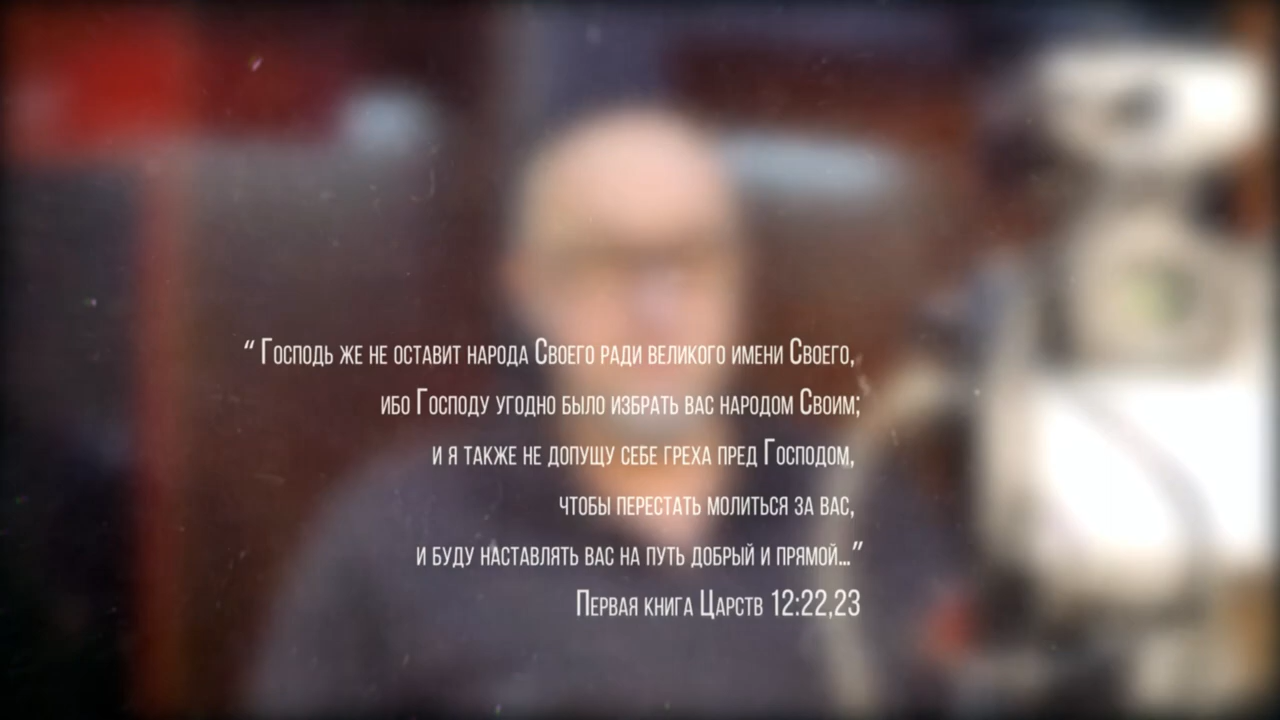 “ Господь же не оставит народа Своего ради великого имени Своего,
ибо Господу угодно было избрать вас народом Своим;
и я также не допущу себе греха пред Господом,
чтобы перестать молиться за вас,
и буду наставлять вас на путь добрый и прямой...”
Первая книга Царств 12:22,23